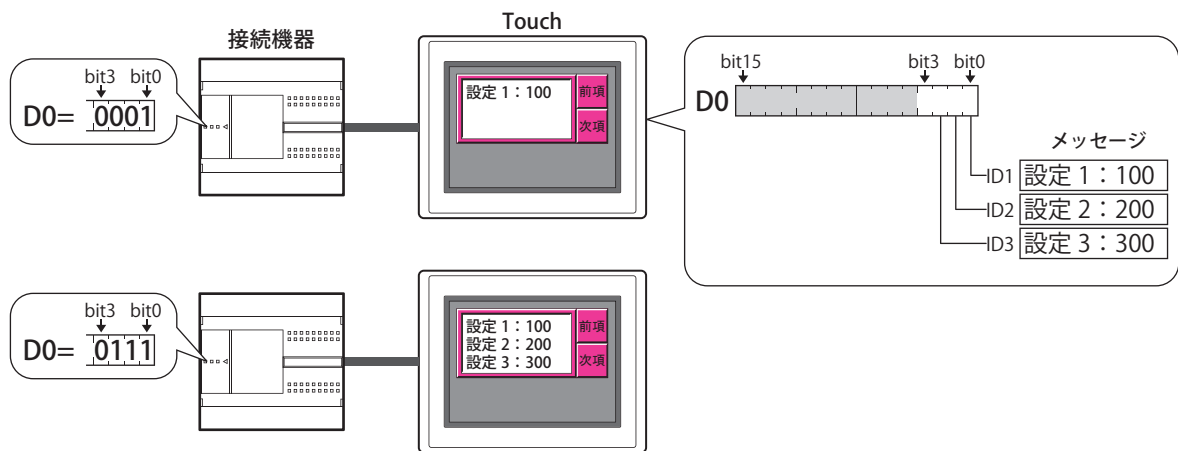 接続機器
Touch
bit3 bit0
D0= 0001
設定 1:100
前項
次項
bit15 bit3 bit0
D0
メッセージ
ID1 設定 1:100
ID2 設定 2:200
ID3 設定 3:300
bit3 bit0
D0= 0111
設定 1:100
設定 2:200
設定 3:300
前項
次項